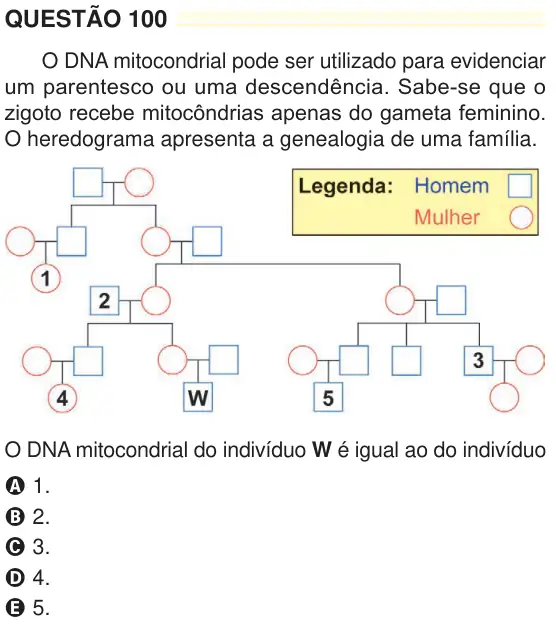 QUESTÃO 100
O DNA mitocondrial pode ser utilizado para evidenciar
um parentesco ou uma descendência. Sabe-se que o
zigoto recebe mitocôndrias apenas do gameta feminino.
O heredograma apresenta a genealogia de uma família.
Legenda: Homem
Mulher
1
2
3
4
W
5
O DNA mitocondrial do indivíduo W é igual ao do indivíduo
A 1.
B 2.
C 3.
D 4.
E 5.